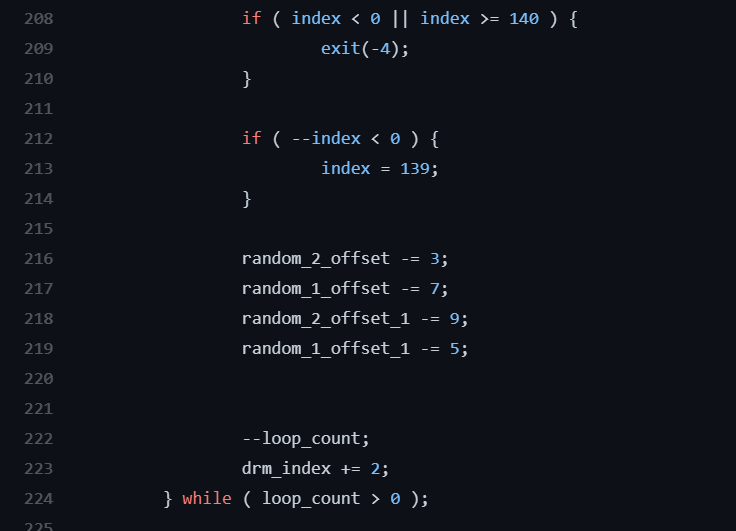 208 if ( index < 0 || index >= 140 ) {
209 exit(-4);
210 }
211
212 if ( --index < 0 ) {
213 index = 139;
214 }
215
216 random_2_offset -= 3;
217 random_1_offset -= 7;
218 random_2_offset_1 -= 9;
219 random_1_offset_1 -= 5;
220
221
222 --loop_count;
223 drm_index += 2;
224 } while ( loop_count > 0 );
225